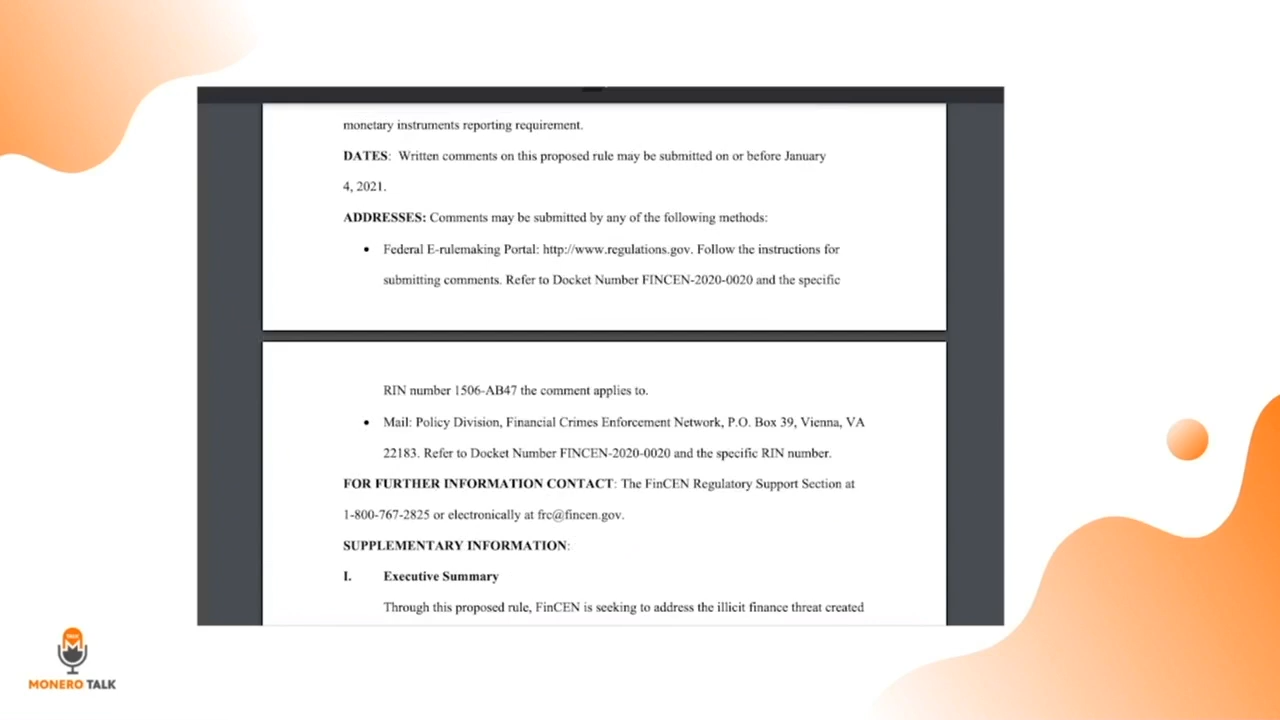 monetary instruments reporting requirement.
DATES: Written comments on this proposed rule may be submitted on or before January
4, 2021.
ADDRESSES: Comments may be submitted by any of the following methods:
• Federal E-rulemaking Portal: http://www.regulations.gov. Follow the instructions for
submitting comments. Refer to Docket Number FINCEN-2020-0020 and the specific
RIN number 1506-AB47 the comment applies to.
• Mail: Policy Division, Financial Crimes Enforcement Network, P.O. Box 39, Vienna, VA
22183. Refer to Docket Number FINCEN-2020-0020 and the specific RIN number.
FOR FURTHER INFORMATION CONTACT: The FinCEN Regulatory Support Section at
1-800-767-2825 or electronically at frc@fincen.gov.
SUPPLEMENTARY INFORMATION:
I. Executive Summary
Through this proposed rule, FinCEN is seeking to address the illicit finance threat created
TALK
MONERO TALK